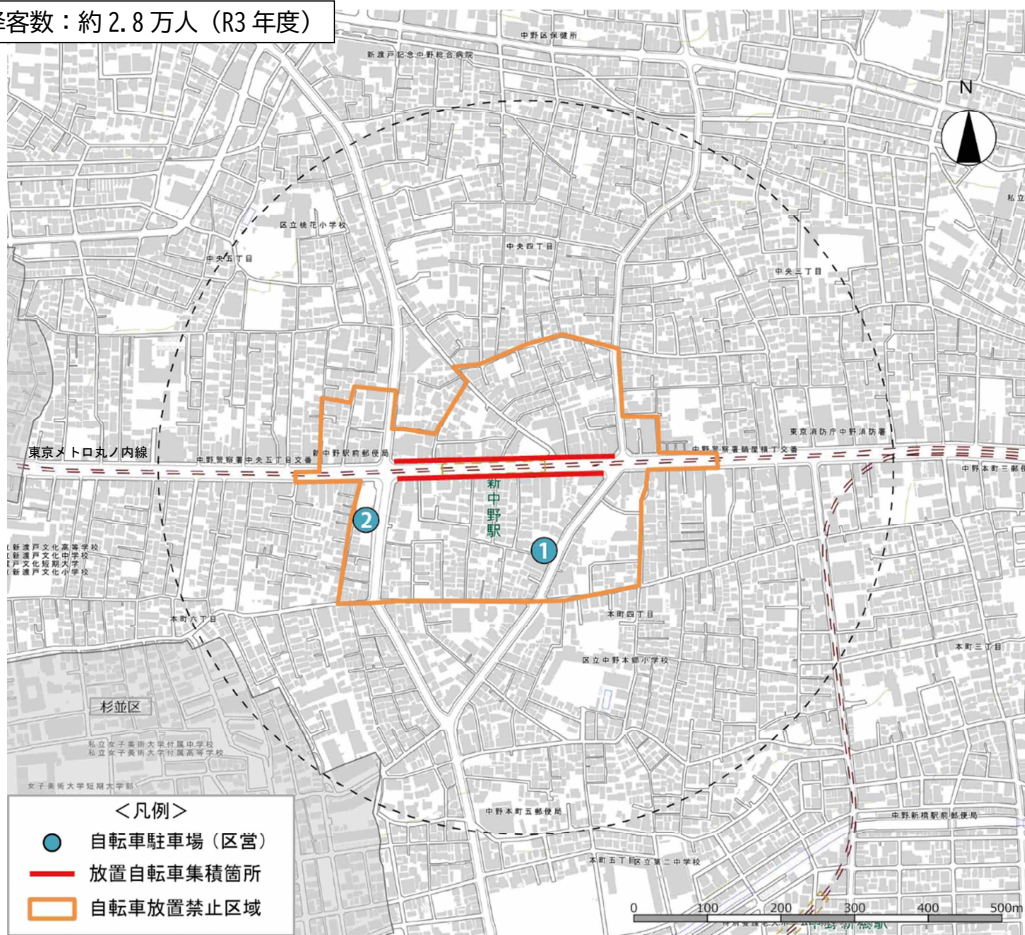 降客数：約2.8万人（R3年度）
中野区保健所
新渡戸記念中野総合病院
N
私立
区立桃花小学校
中央五丁目
中央四丁目
中央三丁目
東京メトロ丸ノ内線
中野警察署中央五丁目交番
新中野駅前郵便局
中野警察署鍋屋横丁交番
東京消防庁中野消防署
中野本町三郵便
新中野駅
2
1
新渡戸文化高等学校
新渡戸文化中学校
戸文化短期大学
新渡戸文化小学校
本町六丁目
本町四丁目
本町三丁目
区立中野本郷小学校
杉並区
私立女子美術大学付属中学校
私立女子美術大学付属高等学校
女子美術大学短期大学部
中野本町五郵便局
中野新橋駅前郵便局
本町五丁目
区立第二中学校
＜凡例＞
自転車駐車場（区営）
放置自転車集積箇所
自転車放置禁止区域
0 100 200 300 400 500m
中野新橋駅